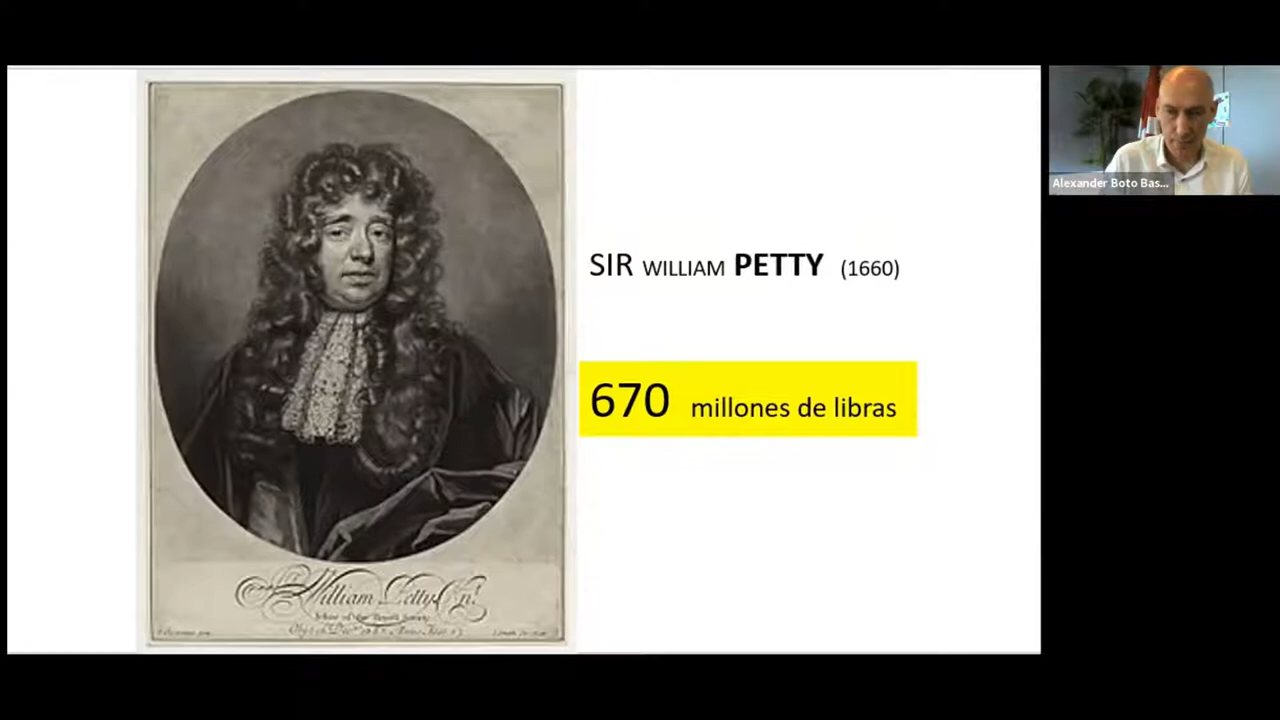 SIR WILLIAM PETTY (1660)
670 millones de libras
William Petty
Alexander Boto Bas...